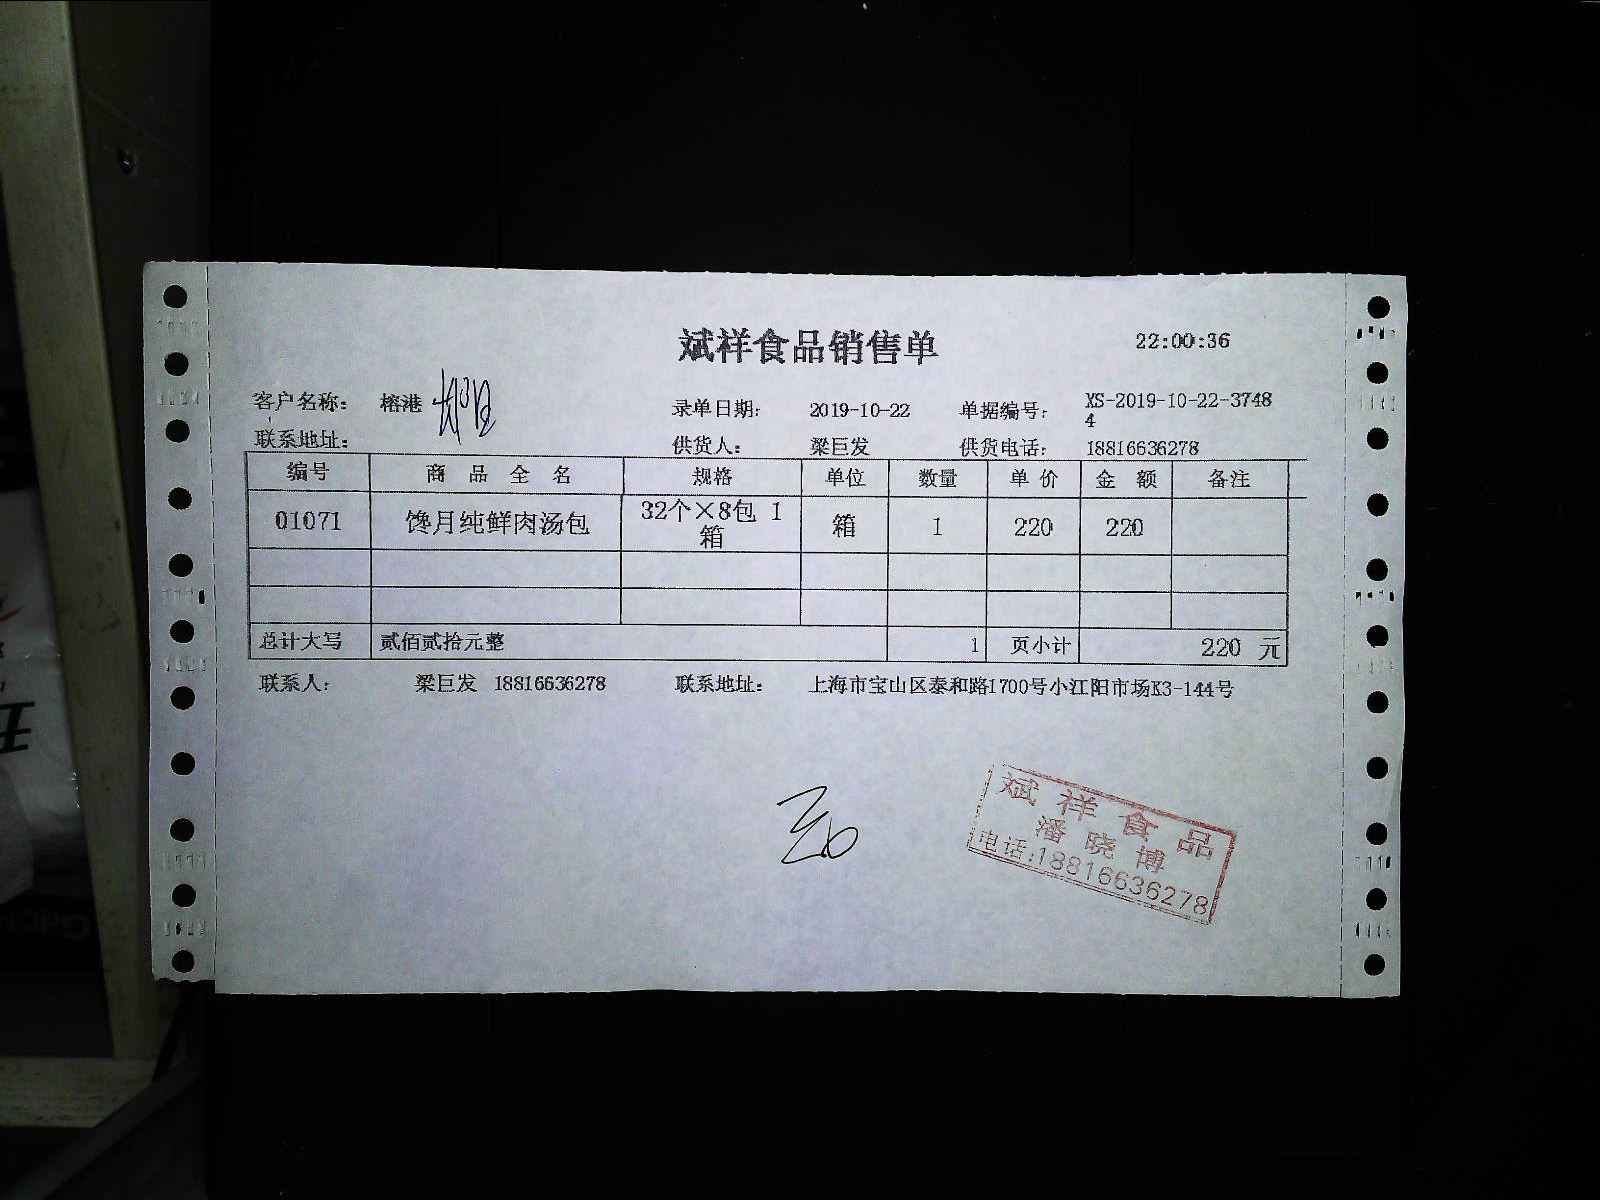 斌祥食品销售单 22:00:36
客户名称： 榕港 录单日期： 2019-10-22 单据编号： XS-2019-10-22-3748
4
联系地址： 供货人： 梁巨发 供货电话： 18816636278
编号 商 品 全 名 规格 单位 数量 单 价 金 额 备注
01071 馋月纯鲜肉汤包 32个×8包 1 箱 1 220 220
箱
总计大写 贰佰贰拾元整 1 页小计 220 元
联系人： 梁巨发 18816636278 联系地址： 上海市宝山区泰和路1700号小江阳市场K3-144号
斌祥食品
潘晓博
电话:18816636278